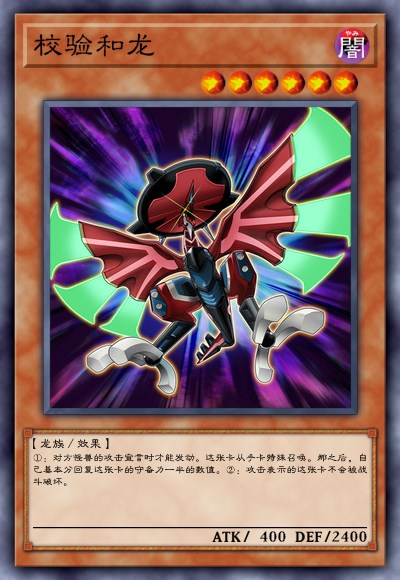 校验和龙
やみ
闇
【龙族／效果】
①：对方怪兽的攻击宣言时才能发动。这张卡从手卡特殊召唤。那之后，自
己基本分回复这张卡的守备力一半的数值。②：攻击表示的这张卡不会被战
斗破坏。
ATK/ 400 DEF/2400